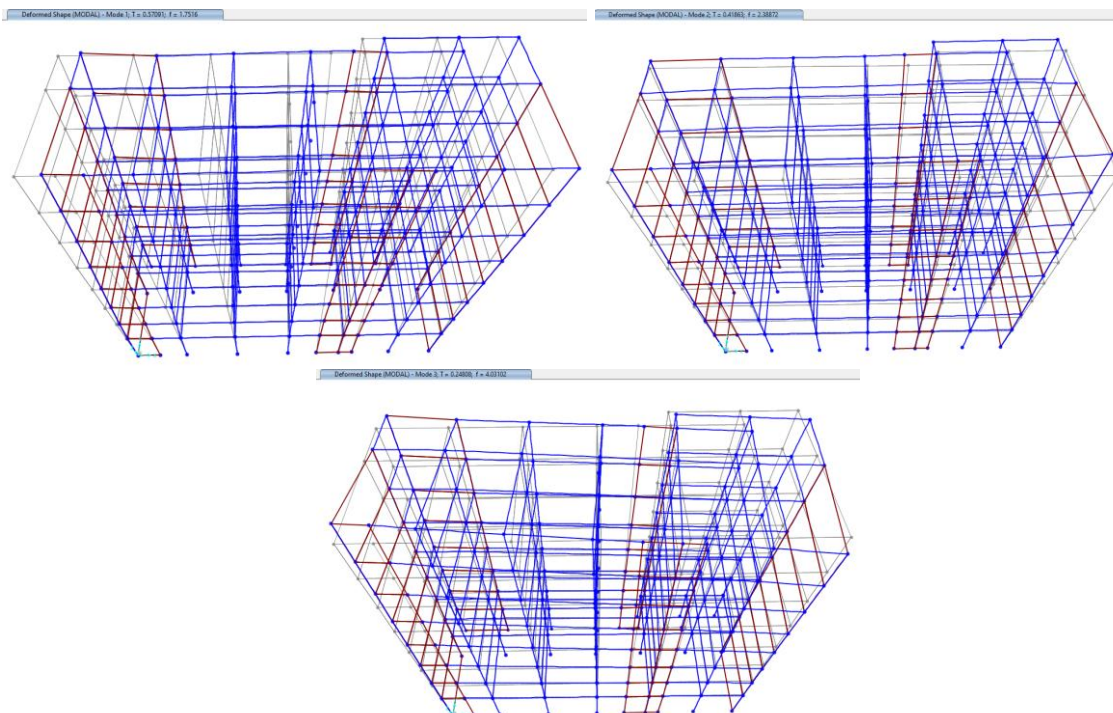 Deformed Shape (MODAL) - Mode 1; T = 0.57091; f = 1.7516
Deformed Shape (MODAL) - Mode 2; T = 0.41863; f = 2.38872
Deformed Shape (MODAL) - Mode 3; T = 0.24808; f = 4.03102